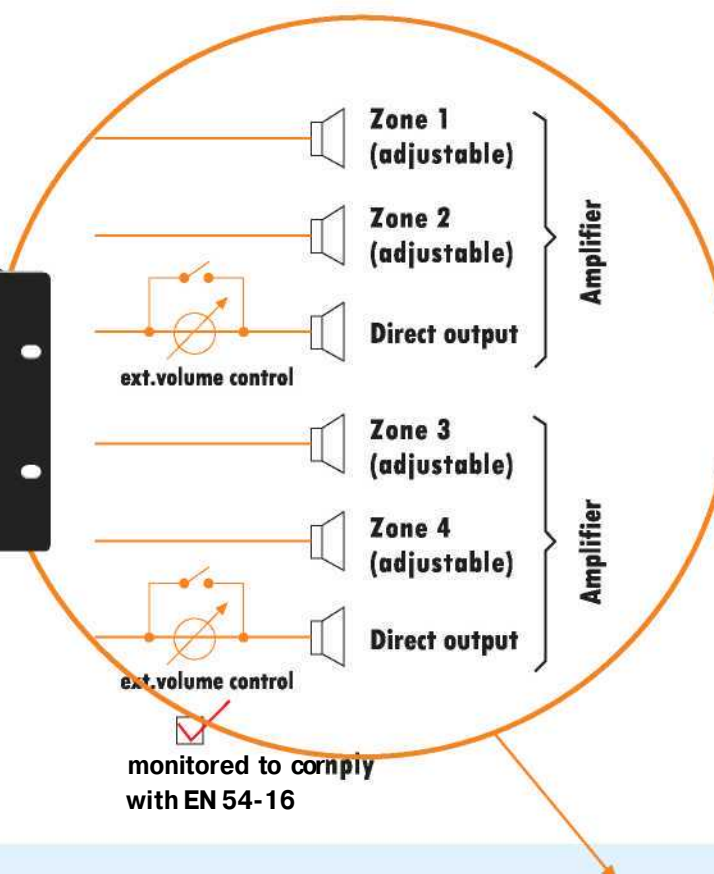 Zone 1
(adjustable)
Amplifier
Zone 2
(adjustable)
Direct output
ext.volume control
Zone 3
(adjustable)
Amplifier
Zone 4
(adjustable)
Direct output
ext.volume control
monitored to comply
with EN 54-16